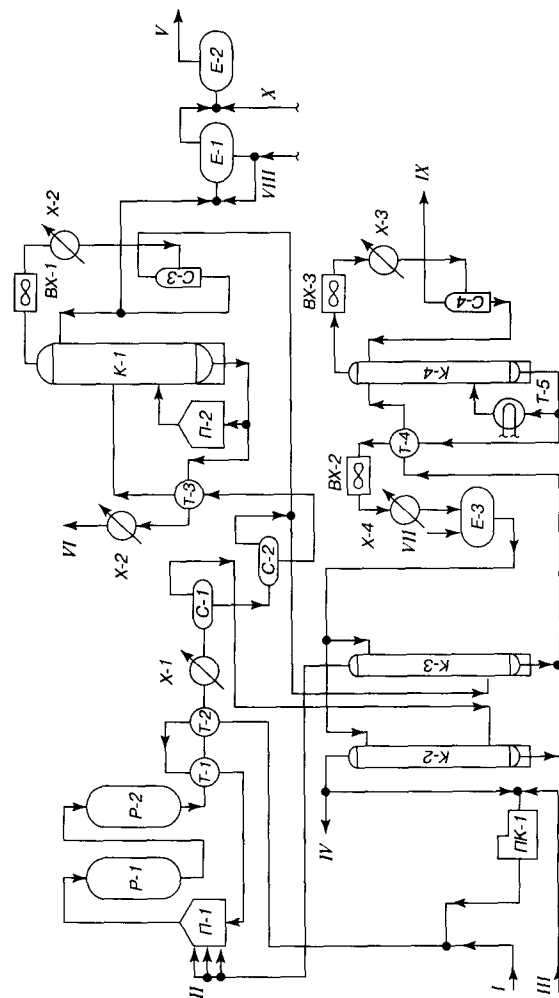 V
E-2
X
E-1
VIII
X-2
BX-1
C-3
K-1
П-2
VI
X-2
T-3
C-2
C-1
X-1
T-2
T-1
P-2
P-1
П-1
II
IX
X-3
BX-3
C-4
K-4
T-5
T-4
BX-2
X-4
VII
E-3
K-3
K-2
IV
ПК-1
I
III